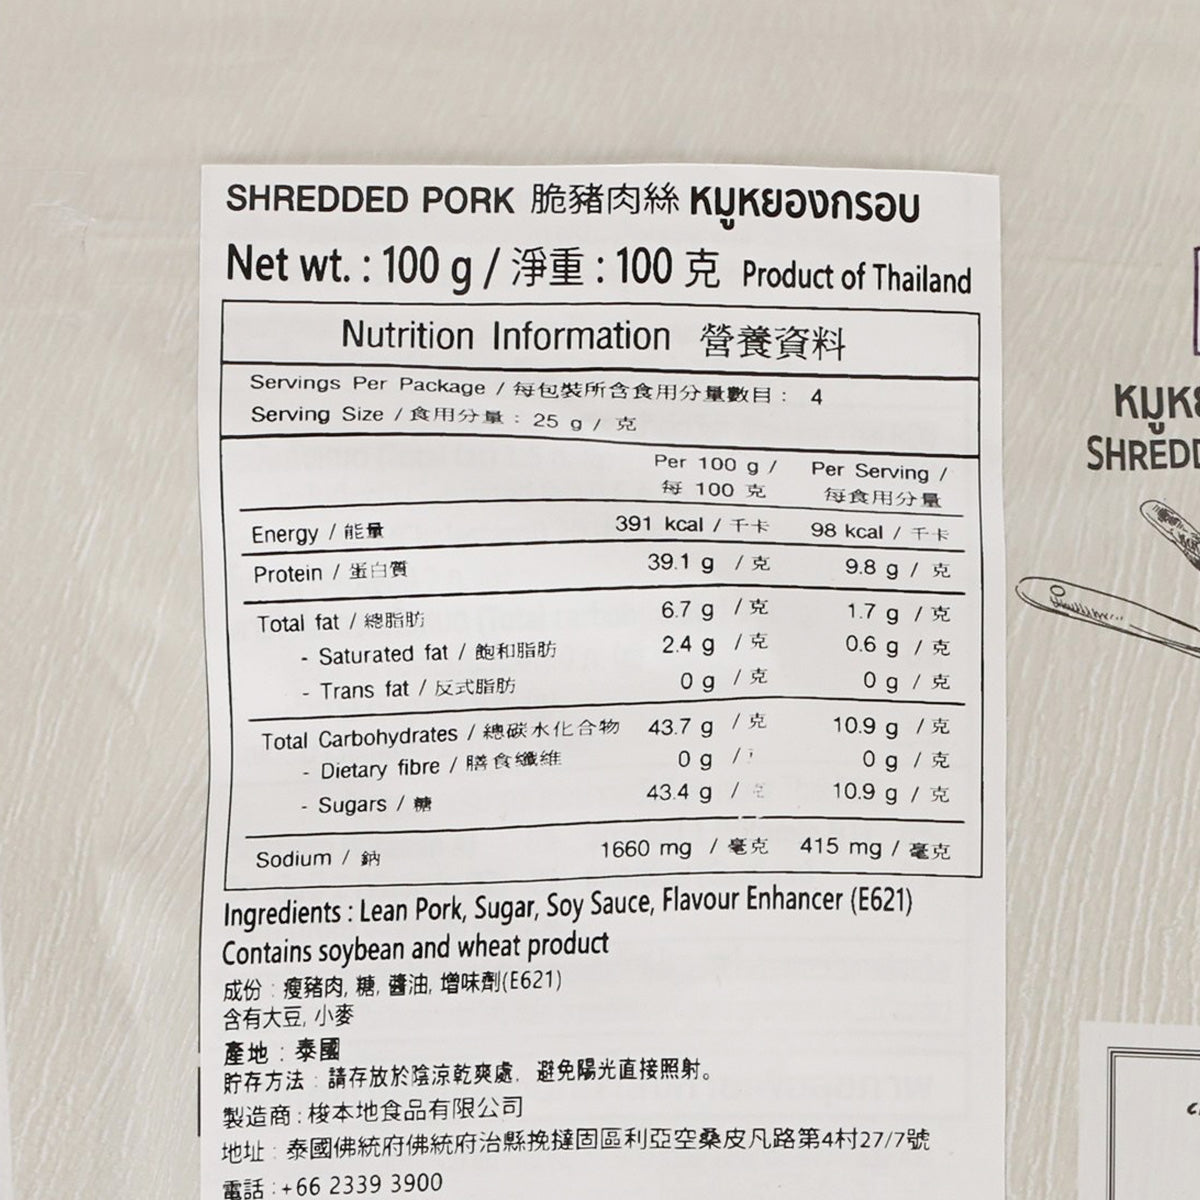 SHREDDED PORK 脆豬肉絲 หมูหยองกรอบ
Net wt. : 100 g / 淨重 : 100 克 Product of Thailand
Nutrition Information 營養資料
Servings Per Package / 每包裝所含食用分量數目 : 4
Serving Size / 食用分量 : 25 g / 克
Per 100 g / Per Serving /
每 100 克 每食用分量
Energy / 能量 391 kcal / 千卡 98 kcal / 千卡
Protein / 蛋白質 39.1 g / 克 9.8 g / 克
Total fat / 總脂肪 6.7 g / 克 1.7 g / 克
- Saturated fat / 飽和脂肪 2.4 g / 克 0.6 g / 克
- Trans fat / 反式脂肪 0 g / 克 0 g / 克
Total Carbohydrates / 總碳水化合物 43.7 g / 克 10.9 g / 克
- Dietary fibre / 膳食纖維 0 g / 0 g / 克
- Sugars / 糖 43.4 g / 10.9 g / 克
Sodium / 鈉 1660 mg / 毫克 415 mg / 毫克
Ingredients : Lean Pork, Sugar, Soy Sauce, Flavour Enhancer (E621)
Contains soybean and wheat product
成份 : 瘦豬肉, 糖, 醬油, 增味劑(E621)
含有大豆, 小麥
產地 : 泰國
貯存方法 : 請存放於陰涼乾爽處. 避免陽光直接照射。
製造商 : 梭本地食品有限公司
地址 : 泰國佛統府佛統府治縣挽撻固區利亞空桑皮凡路第4村27/7號
電話 : +66 2339 3900
หมูห
SHREDD